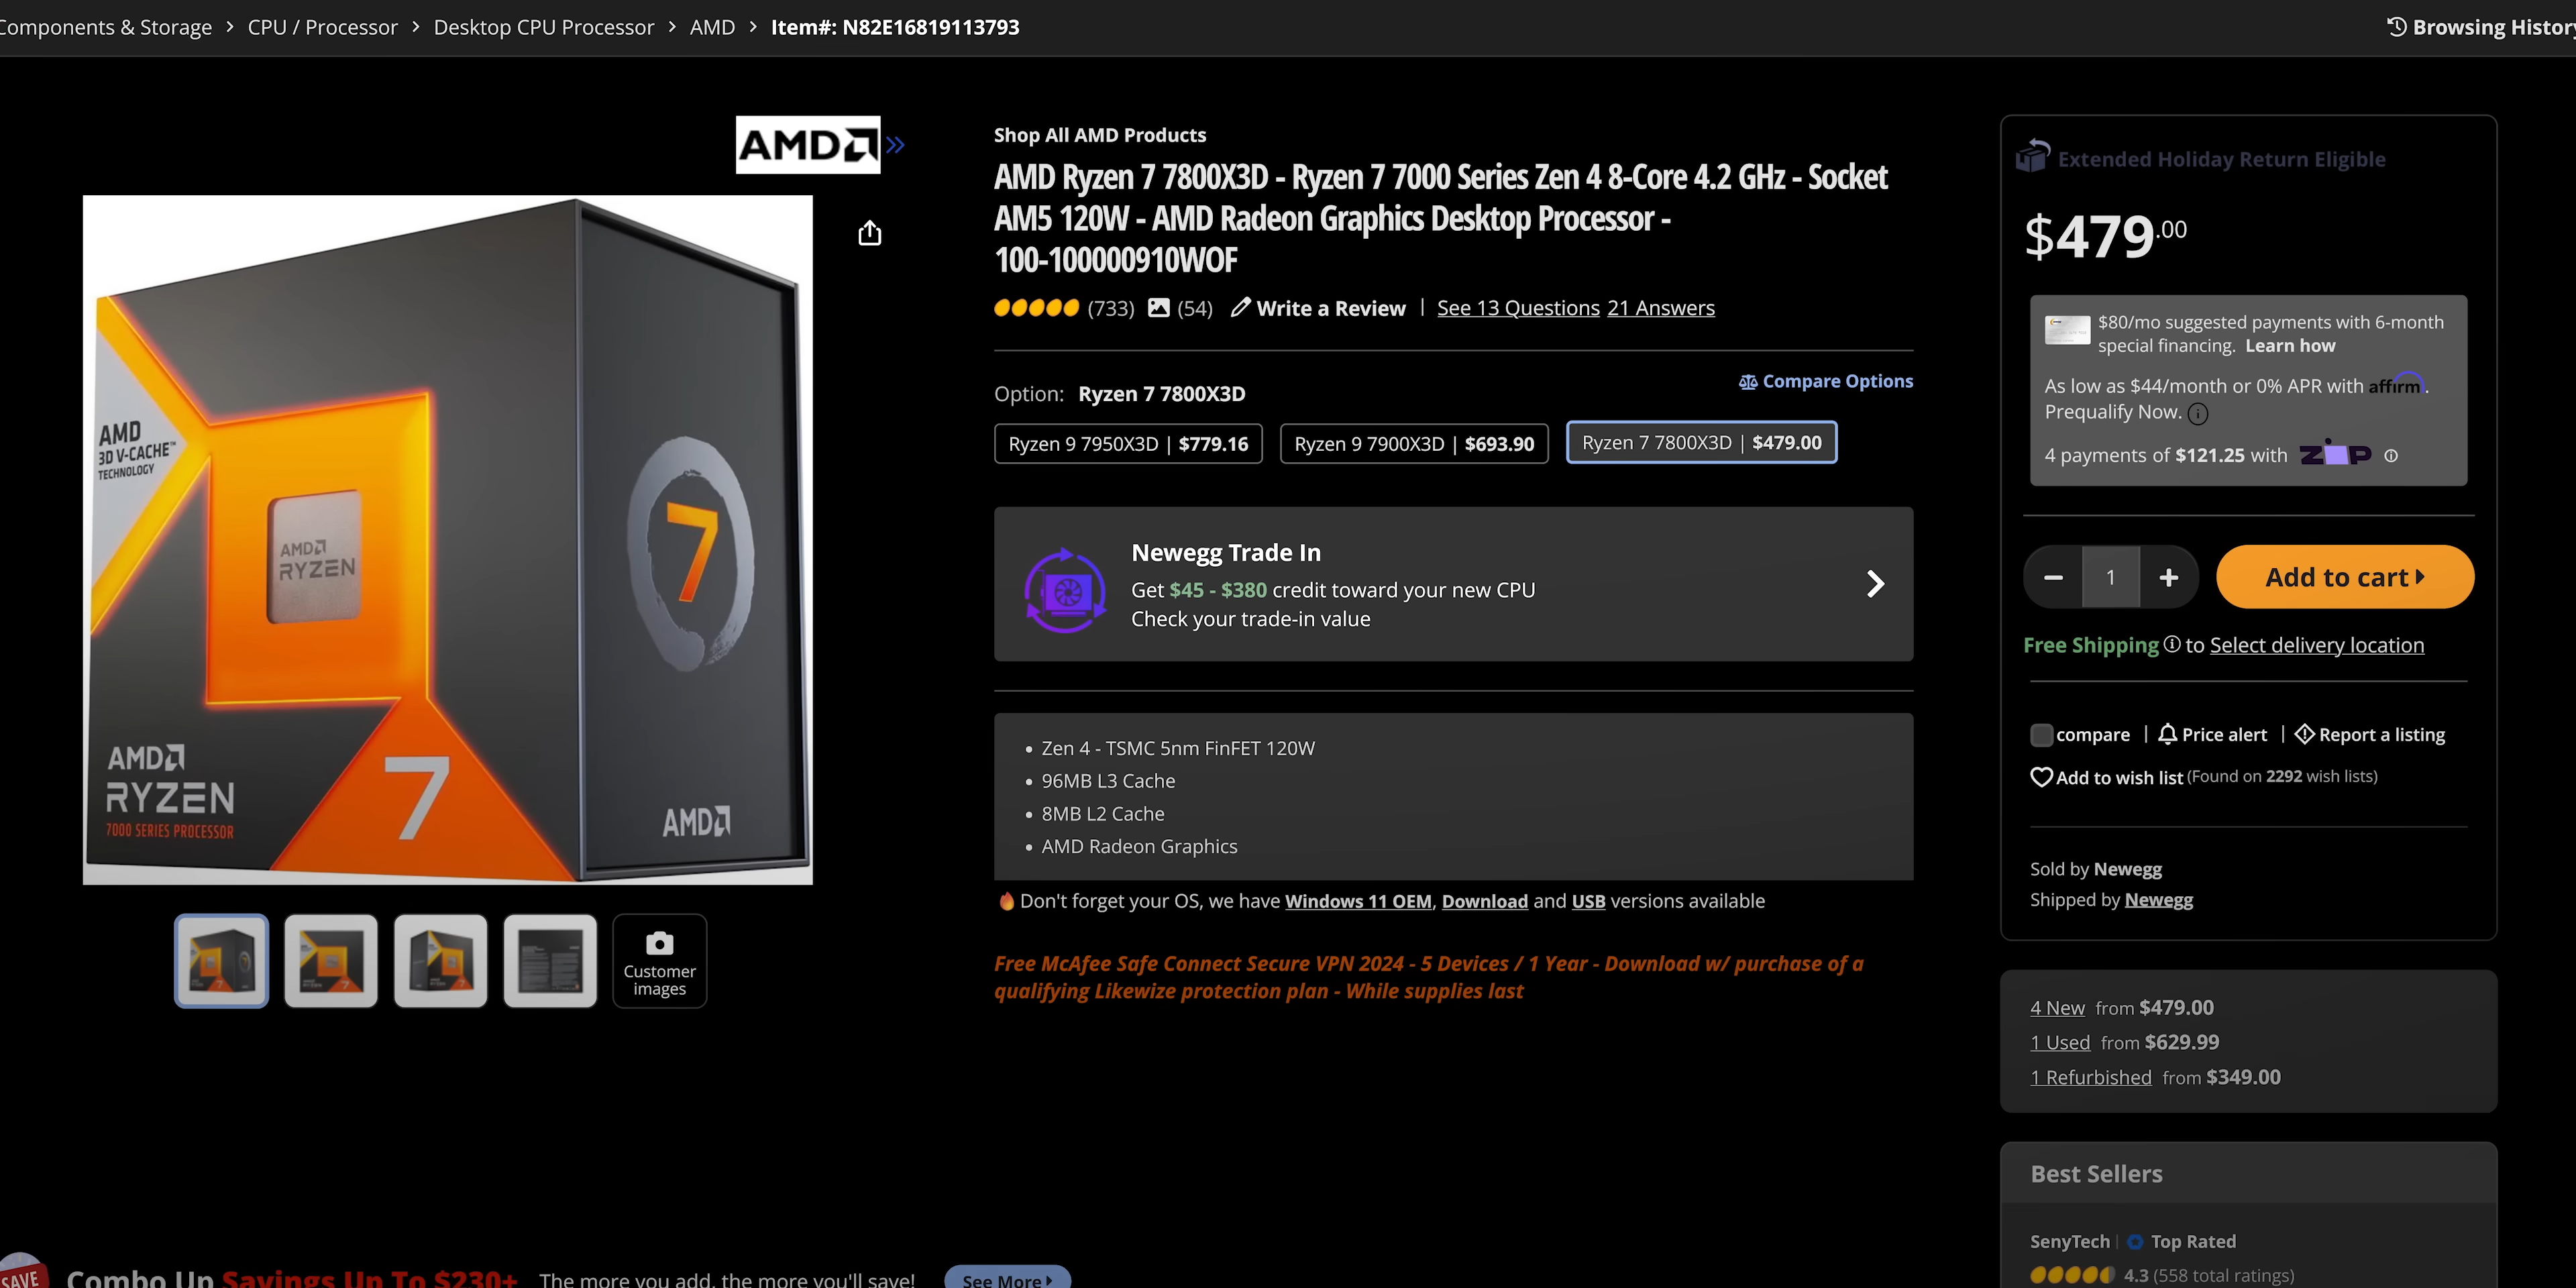 Components & Storage > CPU / Processor > Desktop CPU Processor > AMD > Item#: N82E16819113793
Browsing History
AMD
AMD
3D V-CACHE™
TECHNOLOGY
AMD
RYZEN
7
AMD
RYZEN
7000 SERIES PROCESSOR
7
AMD
Customer
images
Shop All AMD Products
AMD Ryzen 7 7800X3D - Ryzen 7 7000 Series Zen 4 8-Core 4.2 GHz - Socket
AM5 120W - AMD Radeon Graphics Desktop Processor -
100-100000910WOF
(733) (54) Write a Review | See 13 Questions 21 Answers
Option: Ryzen 7 7800X3D
Compare Options
Ryzen 9 7950X3D | $779.16
Ryzen 9 7900X3D | $693.90
Ryzen 7 7800X3D | $479.00
Newegg Trade In
Get $45 - $380 credit toward your new CPU
Check your trade-in value
• Zen 4 - TSMC 5nm FinFET 120W
• 96MB L3 Cache
• 8MB L2 Cache
• AMD Radeon Graphics
Don't forget your OS, we have Windows 11 OEM, Download and USB versions available
Free McAfee Safe Connect Secure VPN 2024 - 5 Devices / 1 Year - Download w/ purchase of a
qualifying Likewize protection plan - While supplies last
Extended Holiday Return Eligible
$479.00
$80/mo suggested payments with 6-month
special financing. Learn how
As low as $44/month or 0% APR with affirm.
Prequalify Now.
4 payments of $121.25 with ZIP
− 1 +
Add to cart
Free Shipping to Select delivery location
compare | Price alert | Report a listing
Add to wish list (Found on 2292 wish lists)
Sold by Newegg
Shipped by Newegg
4 New from $479.00
1 Used from $629.99
1 Refurbished from $349.00
Best Sellers
SenyTech | Top Rated
4.3 (558 total ratings)
SAVE
Combo Up Savings Up To $230+ The more you add, the more you'll save! See More